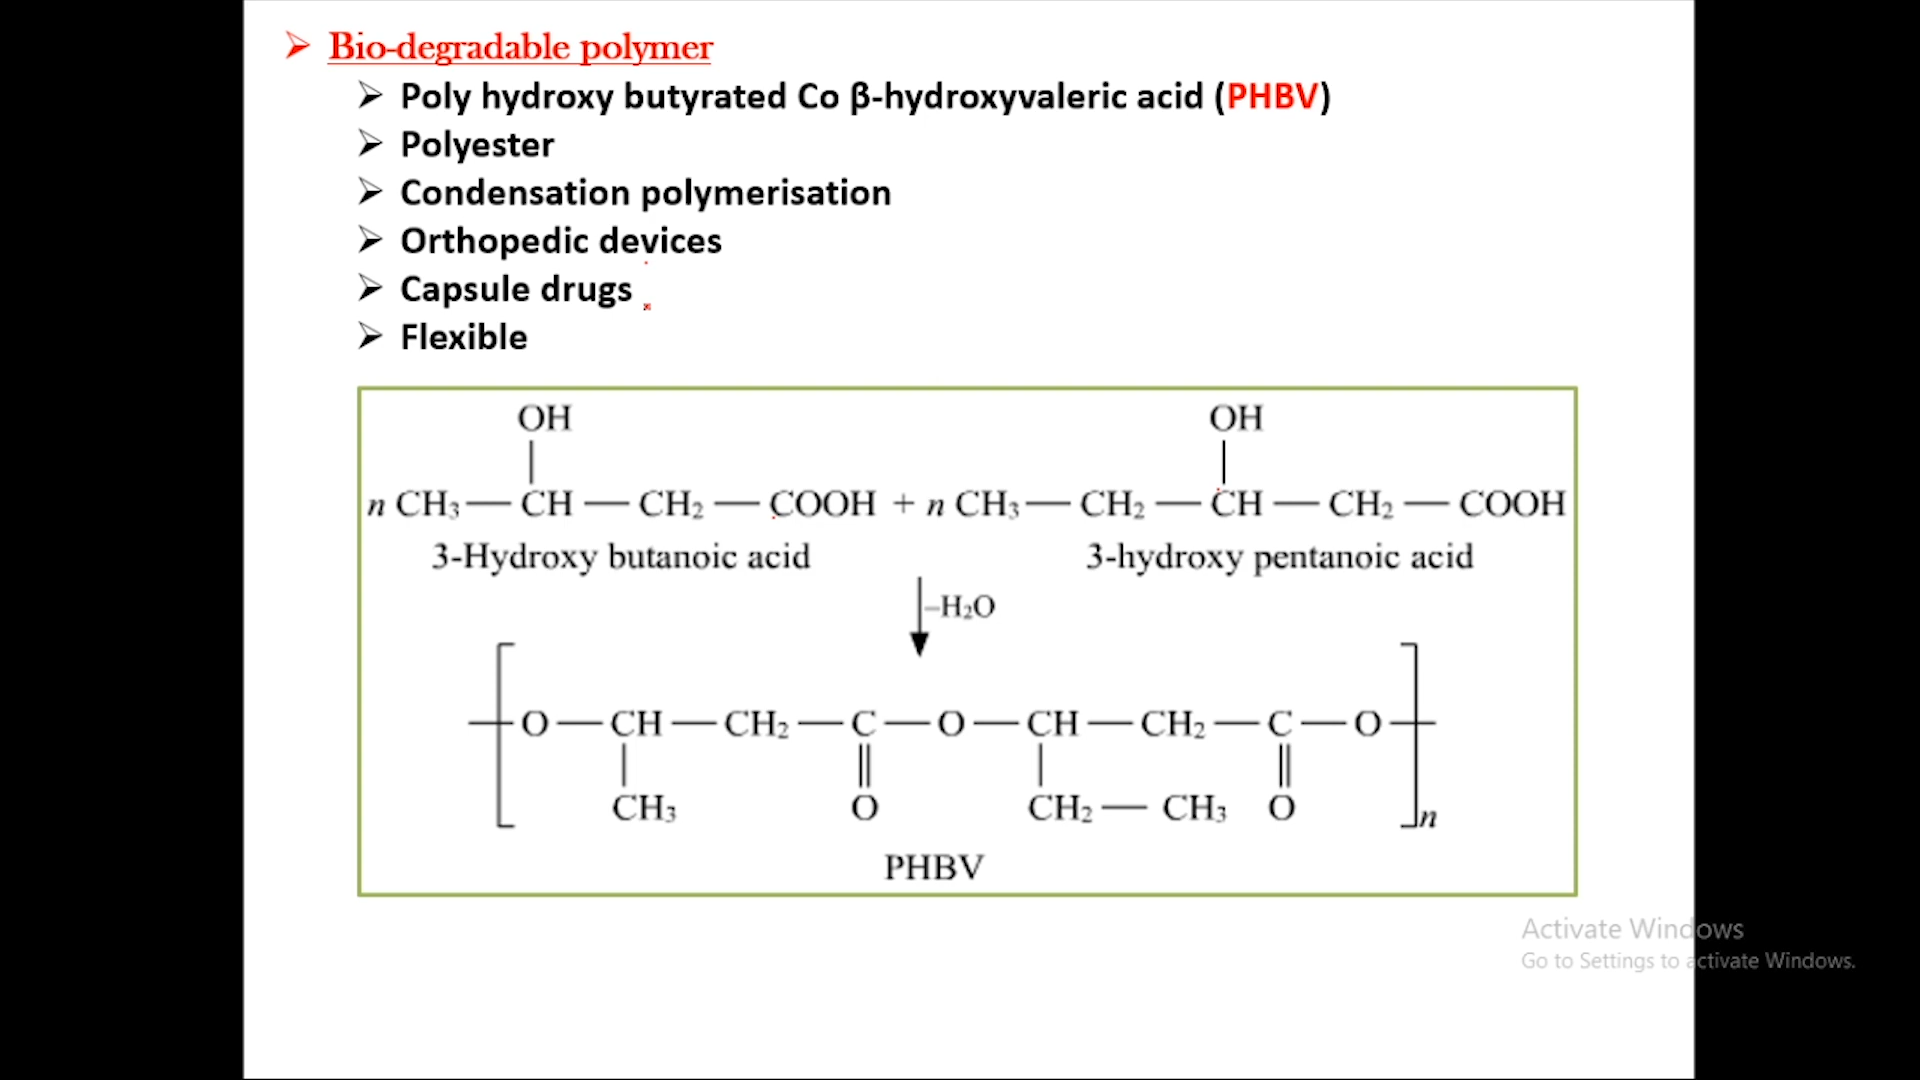 Bio-degradable polymer
Poly hydroxy butyrated Co β-hydroxyvaleric acid (PHBV)
Polyester
Condensation polymerisation
Orthopedic devices
Capsule drugs
Flexible
OH OH
n CH₃ — CH — CH₂ — COOH + n CH₃ — CH₂ — CH — CH₂ — COOH
3-Hydroxy butanoic acid 3-hydroxy pentanoic acid
–H₂O
O — CH — CH₂ — C — O — CH — CH₂ — C — O
CH₃ O CH₂ — CH₃ O n
PHBV
Activate Windows
Go to Settings to activate Windows.